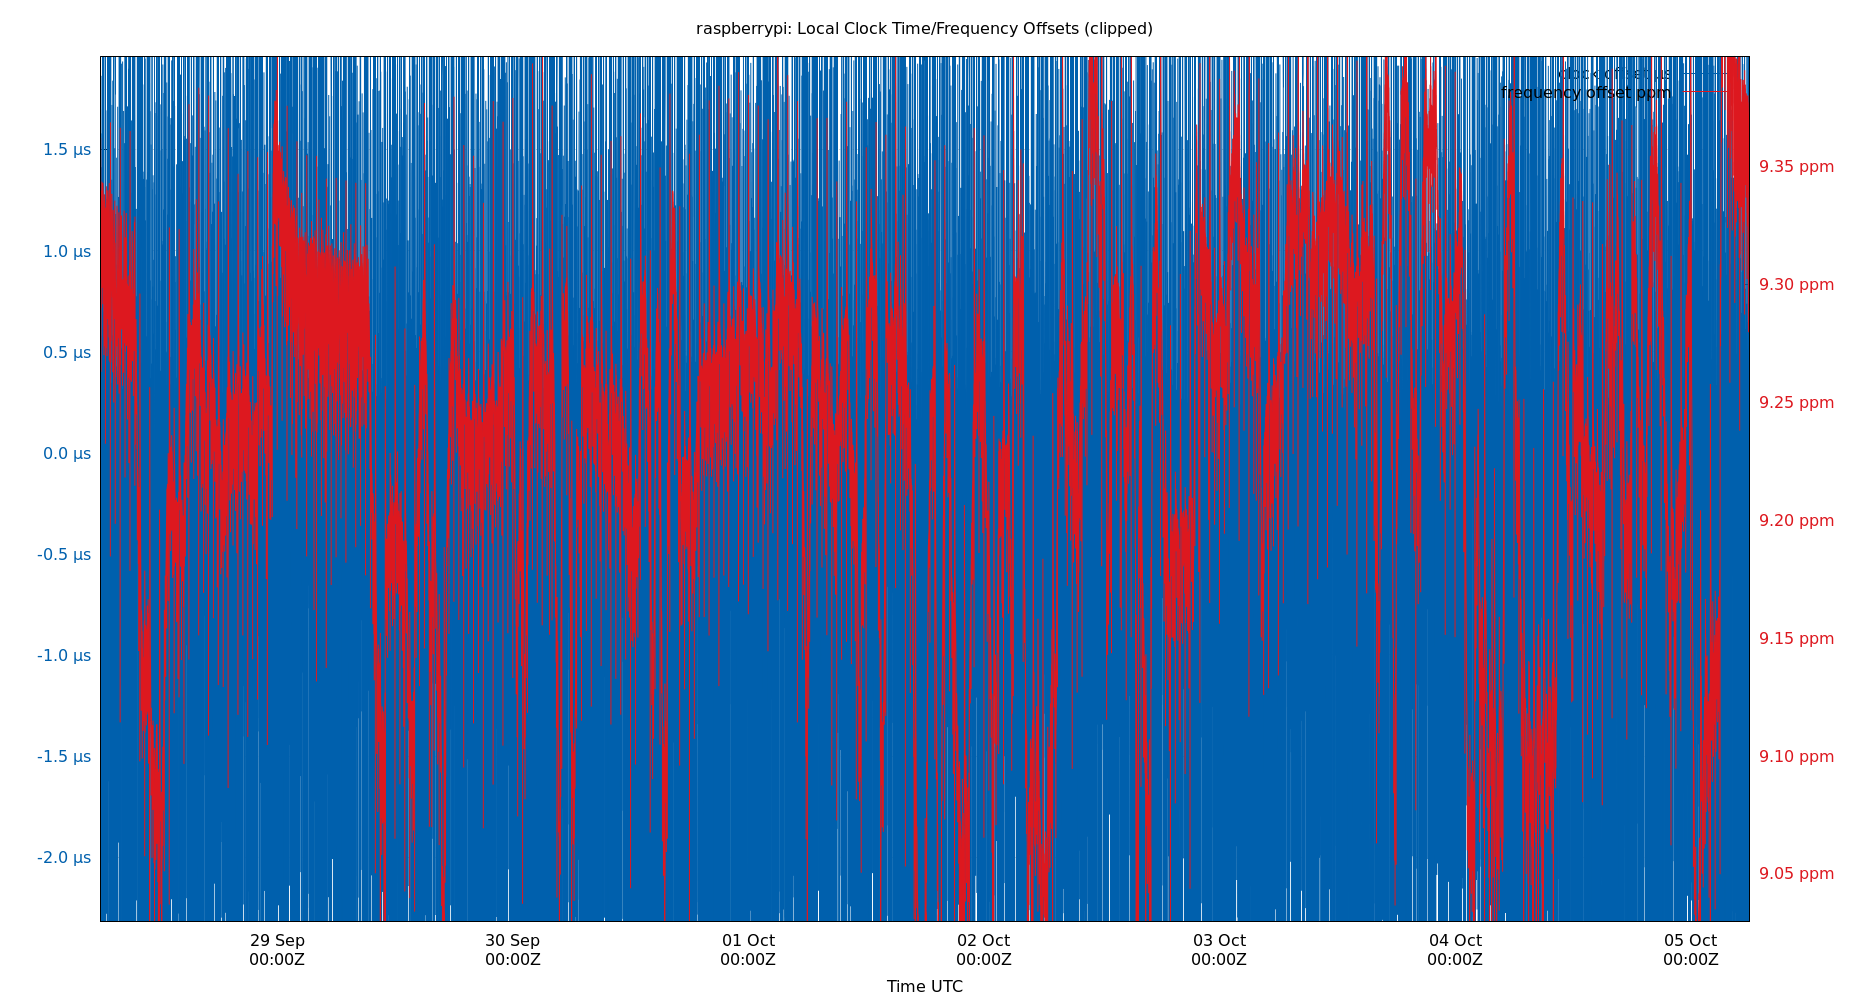 raspberrypi: Local Clock Time/Frequency Offsets (clipped)
clock offset µs
frequency offset ppm
1.5 µs
1.0 µs
0.5 µs
0.0 µs
-0.5 µs
-1.0 µs
-1.5 µs
-2.0 µs
9.35 ppm
9.30 ppm
9.25 ppm
9.20 ppm
9.15 ppm
9.10 ppm
9.05 ppm
29 Sep
00:00Z
30 Sep
00:00Z
01 Oct
00:00Z
02 Oct
00:00Z
03 Oct
00:00Z
04 Oct
00:00Z
05 Oct
00:00Z
Time UTC